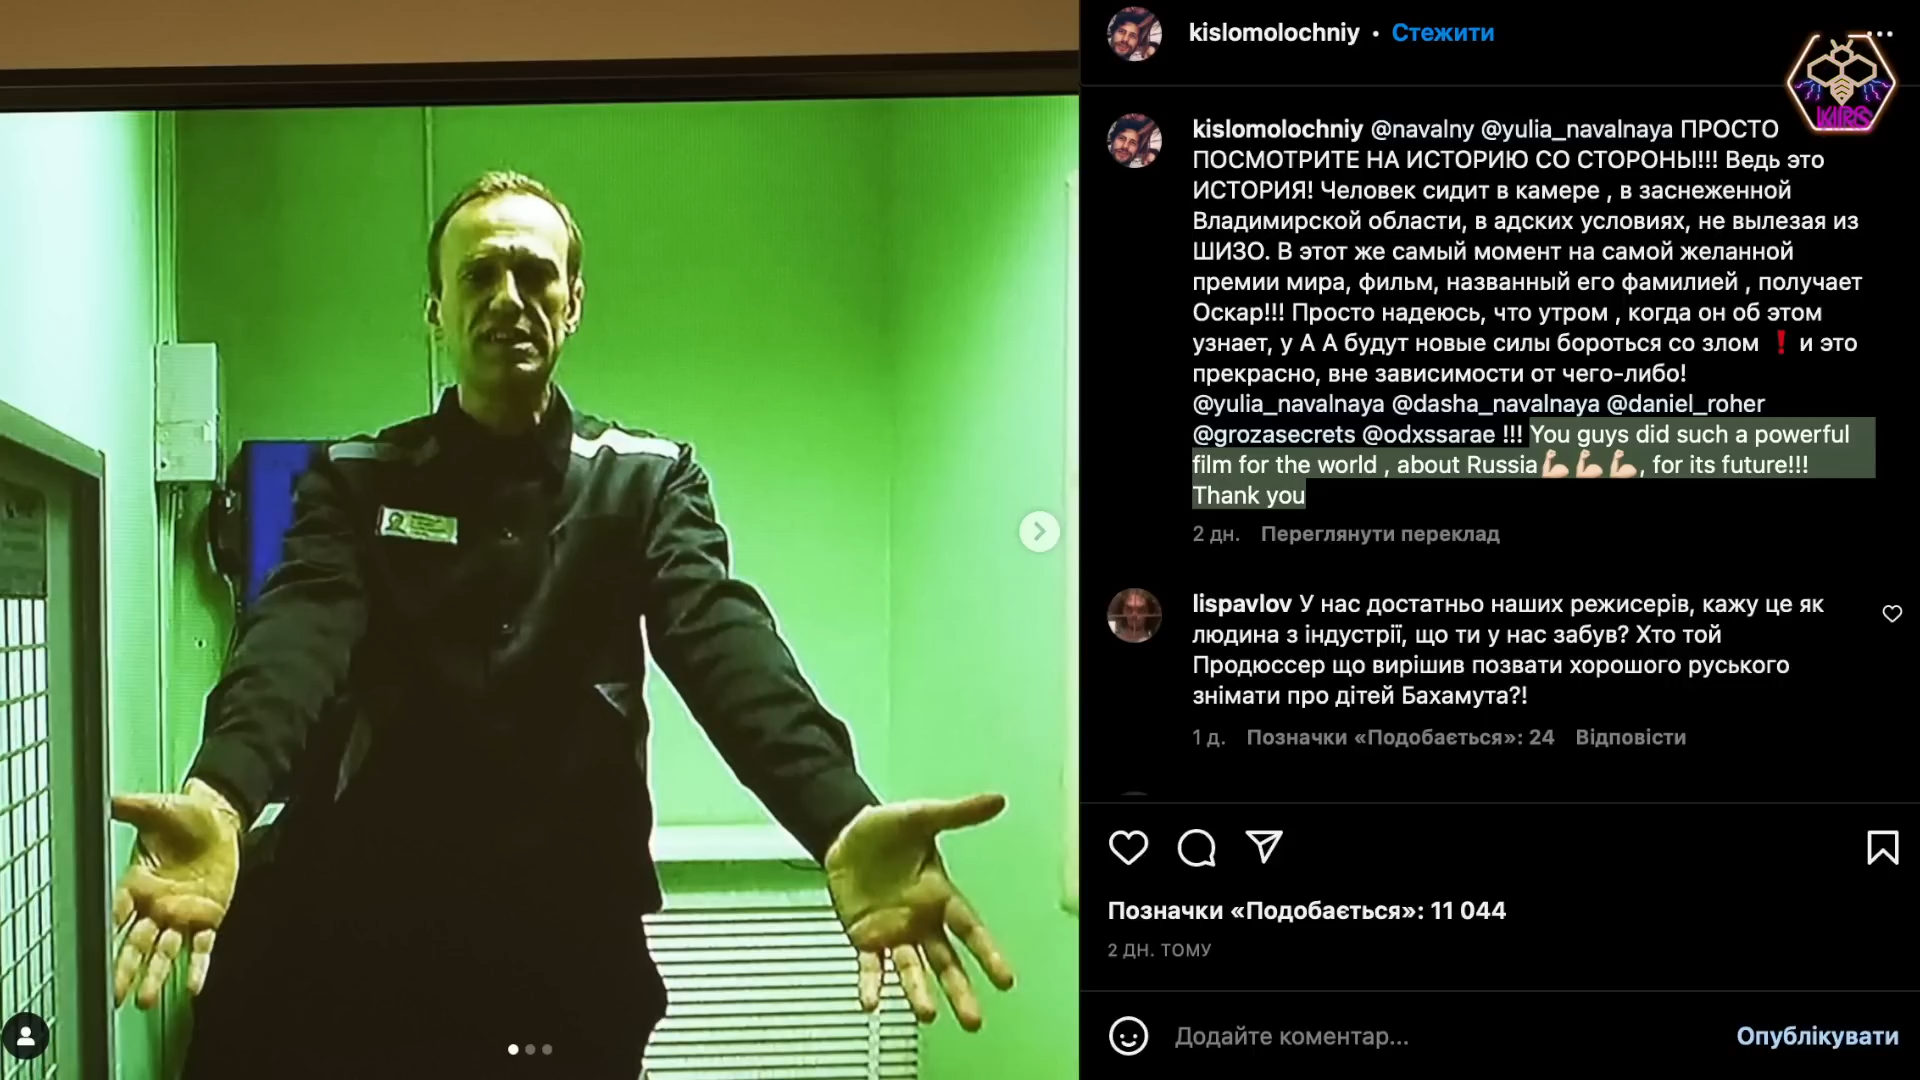 kislomolochniy • Стежити
KIRS
kislomolochniy @navalny @yulia_navalnaya ПРОСТО
ПОСМОТРИТЕ НА ИСТОРИЮ СО СТОРОНЫ!!! Ведь это
ИСТОРИЯ! Человек сидит в камере , в заснеженной
Владимирской области, в адских условиях, не вылезая из
ШИЗО. В этот же самый момент на самой желанной
премии мира, фильм, названный его фамилией , получает
Оскар!!! Просто надеюсь, что утром , когда он об этом
узнает, у А А будут новые силы бороться со злом ❗ и это
прекрасно, вне зависимости от чего-либо!
@yulia_navalnaya @dasha_navalnaya @daniel_roher
@grozasecrets @odxssarae !!! You guys did such a powerful
film for the world , about Russia💪🏻💪🏻💪🏻, for its future!!!
Thank you
2 дн. Переглянути переклад
lispavlov У нас достатньо наших режисерів, кажу це як
людина з індустрії, що ти у нас забув? Хто той
Продюссер що вирішив позвати хорошого руського
знімати про дітей Бахамута?!
1 д. Позначки «Подобається»: 24 Відповісти
Позначки «Подобається»: 11 044
2 ДН. ТОМУ
Додайте коментар...
Опублікувати